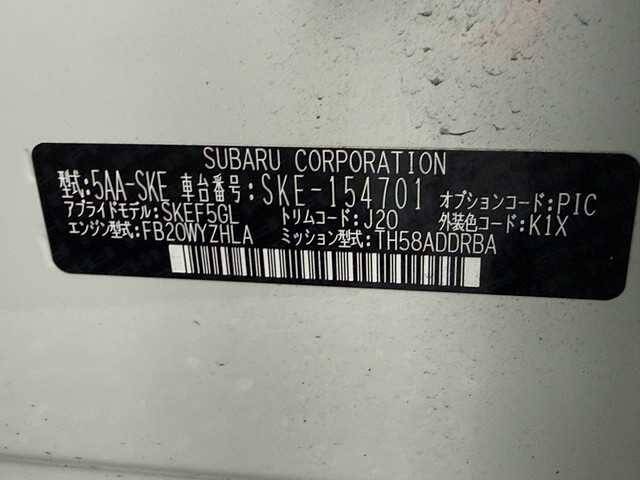 SUBARU CORPORATION
型式:5AA-SKE 車台番号:SKE-154701 オプションコード:PIC
アプライドモデル:SKEF5GL トリムコード:J20 外装色コード:K1X
エンジン型式:FB20WYZHLA ミッション型式:TH58ADDRBA